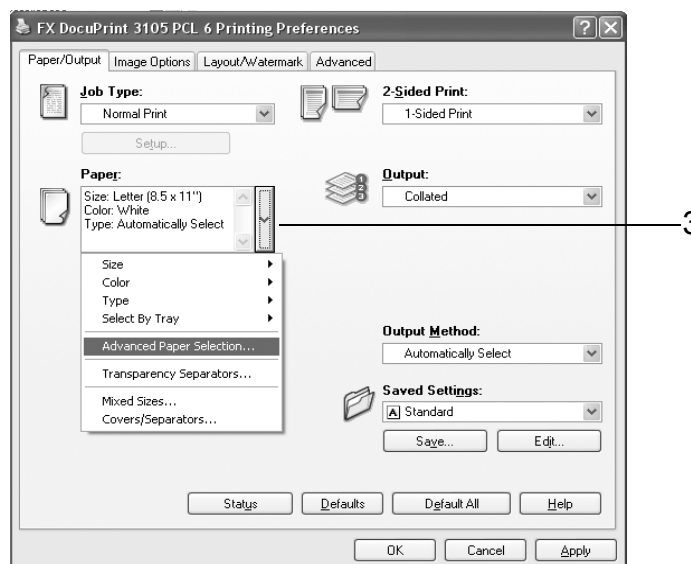 FX DocuPrint 3105 PCL 6 Printing Preferences
Paper/Output Image Options Layout/Watermark Advanced
Job Type:
Normal Print
Setup...
2-Sided Print:
1-Sided Print
Paper:
Size: Letter (8.5 x 11'')
Color: White
Type: Automatically Select
Output:
Collated
3
Size
Color
Type
Select By Tray
Advanced Paper Selection...
Transparency Separators...
Mixed Sizes...
Covers/Separators...
Output Method:
Automatically Select
Saved Settings:
A Standard
Save... Edit...
Status Defaults Default All Help
OK Cancel Apply